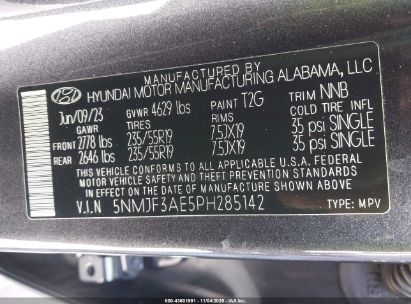 MANUFACTURED BY
HYUNDAI MOTOR MANUFACTURING ALABAMA, LLC
Jun/09/23 GVWR 4629 lbs PAINT T2G TRIM NNB
GAWR TIRES RIMS COLD TIRE INFL
FRONT 2778 lbs 235/55R19 7.5JX19 35 psi SINGLE
REAR 2646 lbs 235/55R19 7.5JX19 35 psi SINGLE
THIS VEHICLE CONFORMS TO ALL APPLICABLE U.S.A. FEDERAL
MOTOR VEHICLE SAFETY AND THEFT PREVENTION STANDARDS
IN EFFECT ON THE DATE OF MANUFACTURE SHOWN ABOVE.
V.I.N 5NMJF3AE5PH285142 TYPE: MPV